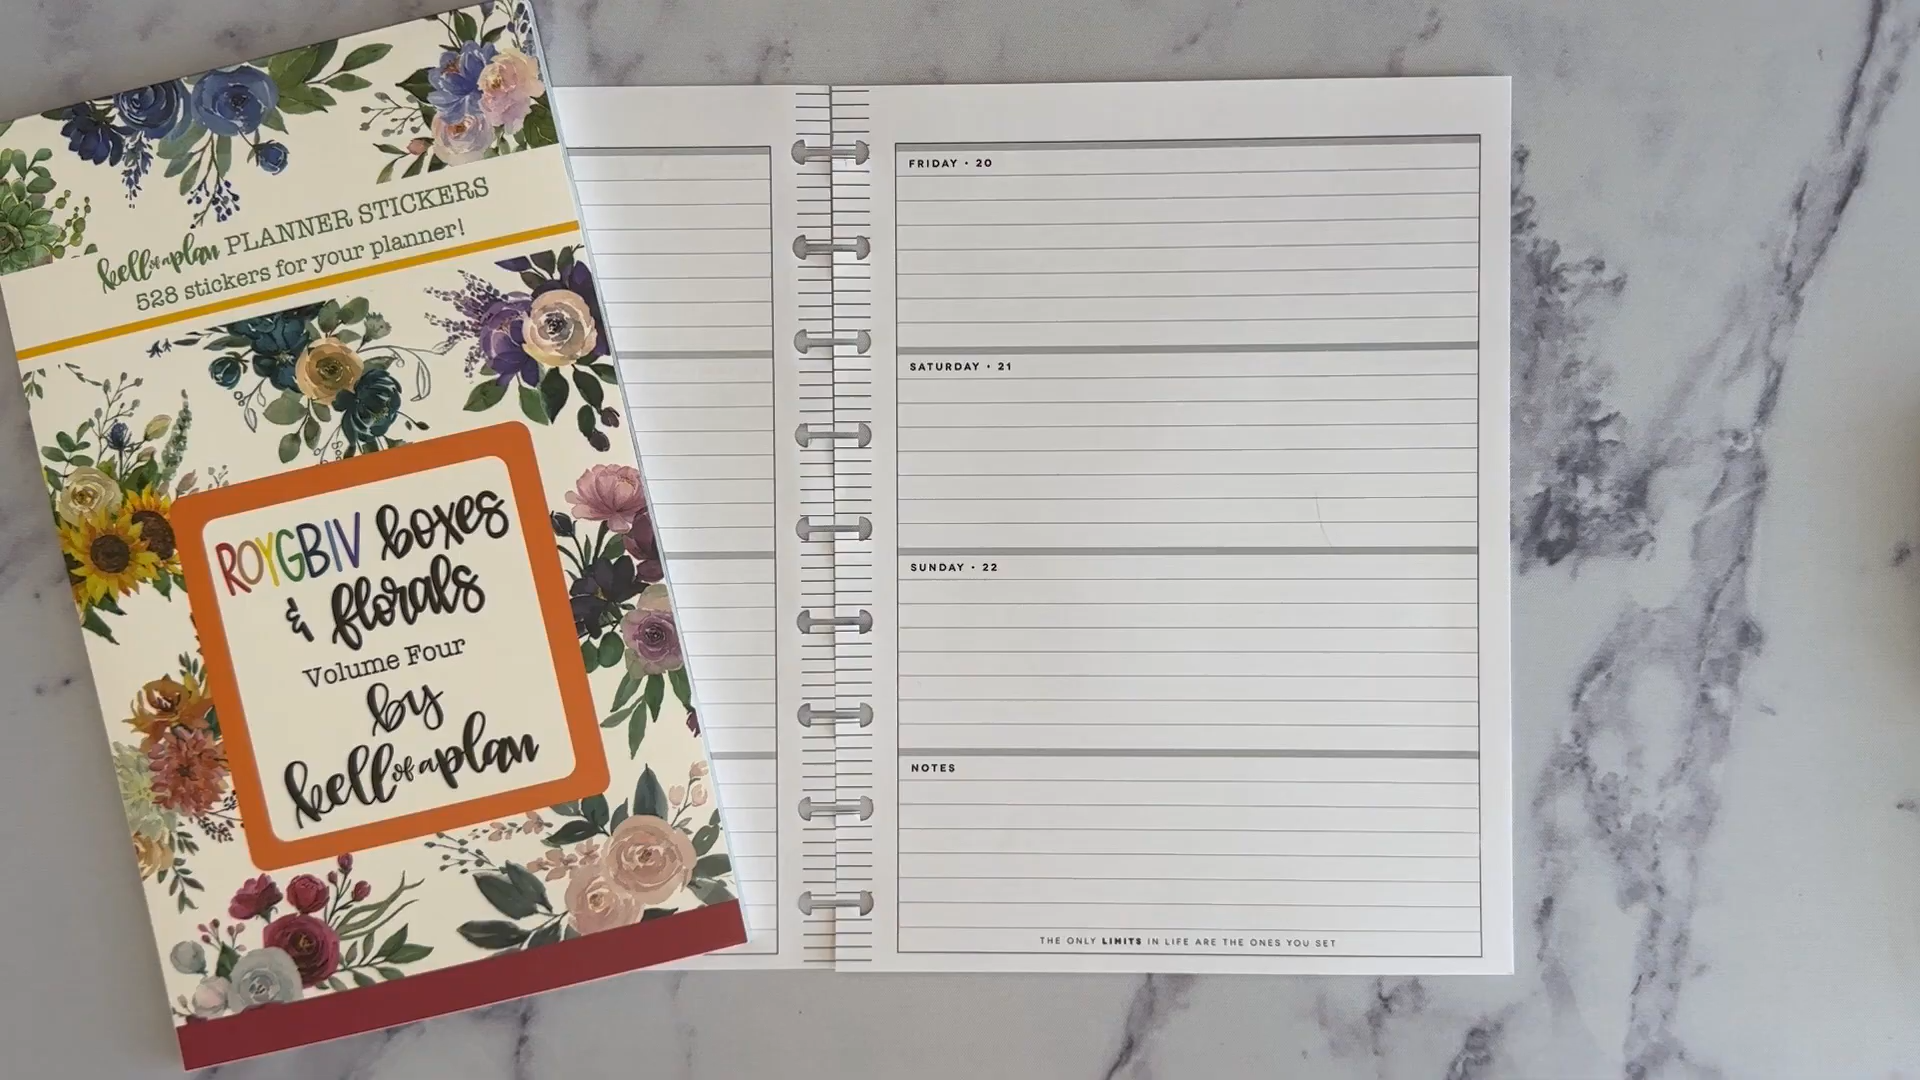 kell of a plan PLANNER STICKERS
528 stickers for your planner!
ROYGBIV boxes
& florals
Volume Four
by
kell of a plan
FRIDAY • 20
SATURDAY • 21
SUNDAY • 22
NOTES
THE ONLY LIMITS IN LIFE ARE THE ONES YOU SET